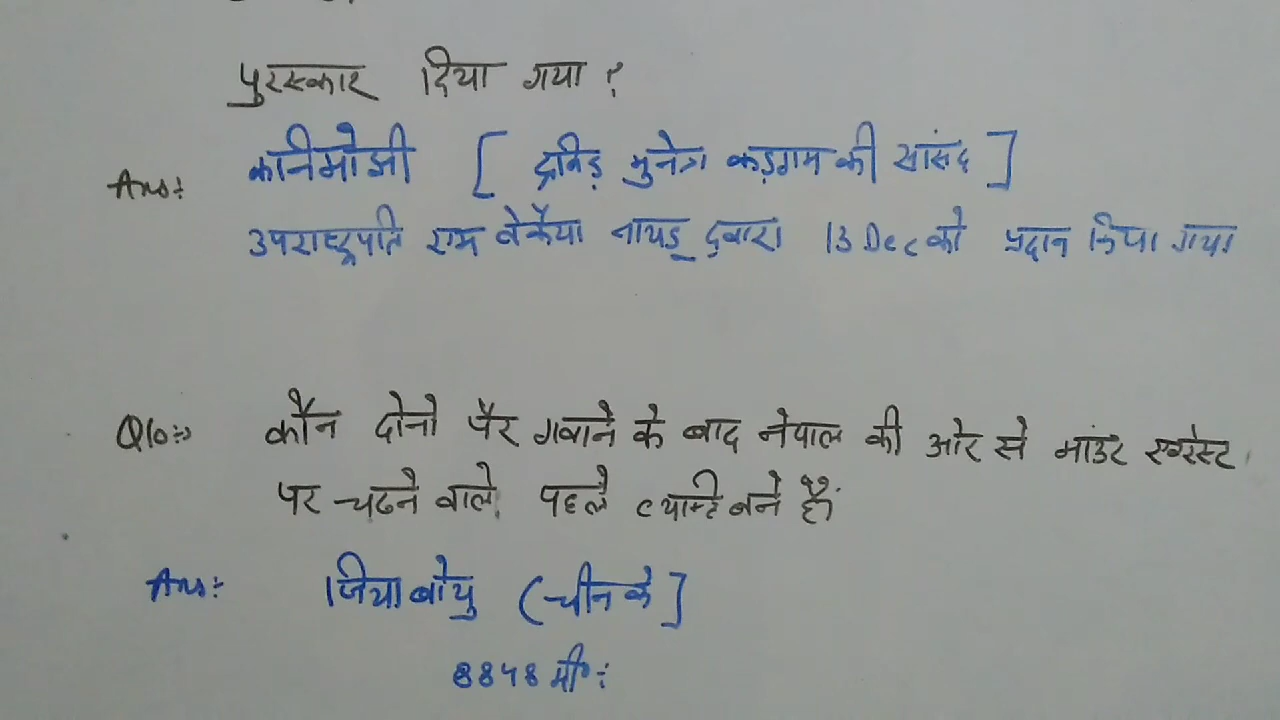 पुरस्कार दिया गया ?
Ans:- कानिमोझी [ द्रविड़ मुनेत्र कड़गम की सांसद ]
उपराष्ट्रपति एम वेकैया नायडू दुवारा 13 Dec को प्रदान किया गया
Q10:- कौन दोनो पैर गवाने के बाद नेपाल की ओर से मांउट एवरेस्ट
पर चढने वाले पहले व्यक्ति बने हैं?
Ans:- जिया बोयु (चीन के]
8848 मी॰